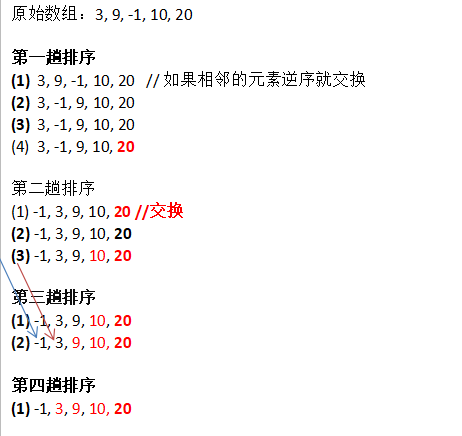 原始数组：3, 9, -1, 10, 20
第一趟排序
(1) 3, 9, -1, 10, 20 // 如果相邻的元素逆序就交换
(2) 3, -1, 9, 10, 20
(3) 3, -1, 9, 10, 20
(4) 3, -1, 9, 10, 20
第二趟排序
(1) -1, 3, 9, 10, 20 //交换
(2) -1, 3, 9, 10, 20
(3) -1, 3, 9, 10, 20
第三趟排序
(1) -1, 3, 9, 10, 20
(2) -1, 3, 9, 10, 20
第四趟排序
(1) -1, 3, 9, 10, 20